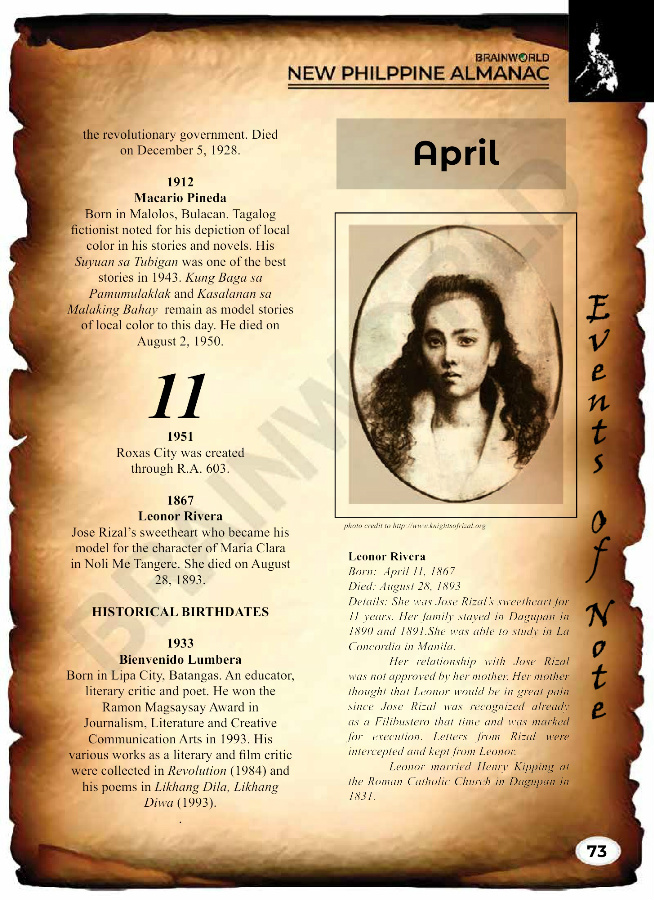 BRAINWORLD
NEW PHILPPINE ALMANAC
the revolutionary government. Died
on December 5, 1928.
1912
Macario Pineda
Born in Malolos, Bulacan. Tagalog
fictionist noted for his depiction of local
color in his stories and novels. His
Suyuan sa Tubigan was one of the best
stories in 1943. Kung Baga sa
Pamumulaklak and Kasalanan sa
Malaking Bahay remain as model stories
of local color to this day. He died on
August 2, 1950.
11
1951
Roxas City was created
through R.A. 603.
1867
Leonor Rivera
Jose Rizal's sweetheart who became his
model for the character of Maria Clara
in Noli Me Tangere. She died on August
28, 1893.
HISTORICAL BIRTHDATES
1933
Bienvenido Lumbera
Born in Lipa City, Batangas. An educator,
literary critic and poet. He won the
Ramon Magsaysay Award in
Journalism, Literature and Creative
Communication Arts in 1993. His
various works as a literary and film critic
were collected in Revolution (1984) and
his poems in Likhang Dila, Likhang
Diwa (1993).
.
April
photo credit to http://www.knightsofrizal.org
Leonor Rivera
Born: April 11, 1867
Died: August 28, 1893
Details: She was Jose Rizal's sweetheart for
11 years. Her family stayed in Dagupan in
1890 and 1891.She was able to study in La
Concordia in Manila.
Her relationship with Jose Rizal
was not approved by her mother. Her mother
thought that Leonor would be in great pain
since Jose Rizal was recognized already
as a Filibustero that time and was marked
for execution. Letters from Rizal were
intercepted and kept from Leonor.
Leonor married Henry Kipping at
the Roman Catholic Church in Dagupan in
1831.
Events of Note
73
BRAINWORLD